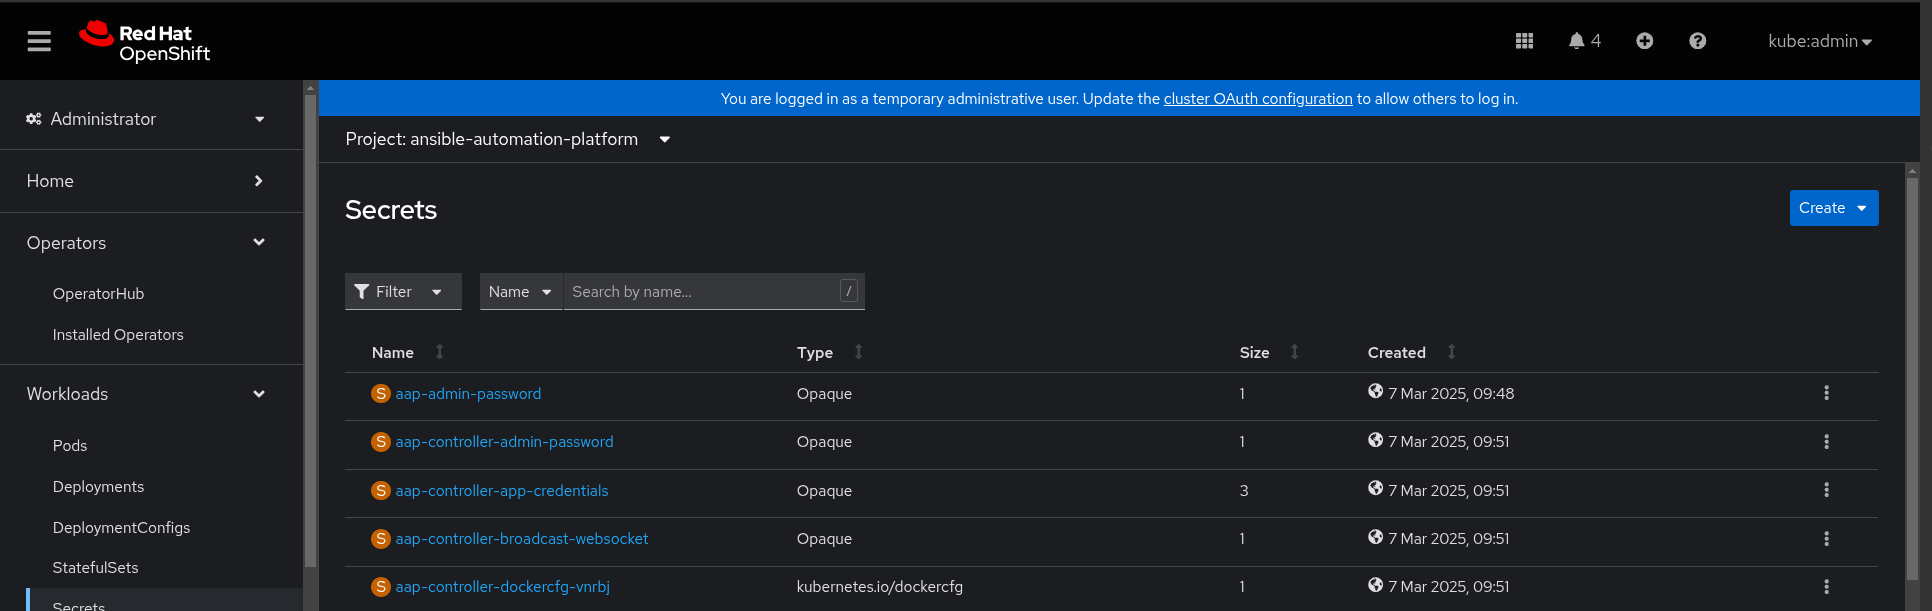 Red Hat
OpenShift
4
kube:admin
You are logged in as a temporary administrative user. Update the cluster OAuth configuration to allow others to log in.
Administrator
Home
Operators
OperatorHub
Installed Operators
Workloads
Pods
Deployments
DeploymentConfigs
StatefulSets
Secrets
Project: ansible-automation-platform
Secrets
Create
Filter
Name
Search by name...
/
Name Type Size Created
S aap-admin-password Opaque 1 7 Mar 2025, 09:48
S aap-controller-admin-password Opaque 1 7 Mar 2025, 09:51
S aap-controller-app-credentials Opaque 3 7 Mar 2025, 09:51
S aap-controller-broadcast-websocket Opaque 1 7 Mar 2025, 09:51
S aap-controller-dockercfg-vnrbj kubernetes.io/dockercfg 1 7 Mar 2025, 09:51